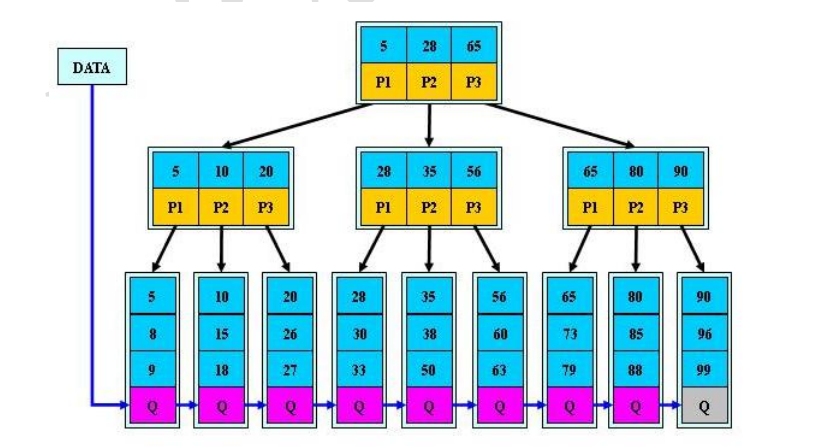 5 28 65
DATA
P1 P2 P3
5 10 20 28 35 56 65 80 90
P1 P2 P3 P1 P2 P3 P1 P2 P3
5 10 20 28 35 56 65 80 90
8 15 26 30 38 60 73 85 96
9 18 27 33 50 63 79 88 99
Q Q Q Q Q Q Q Q Q